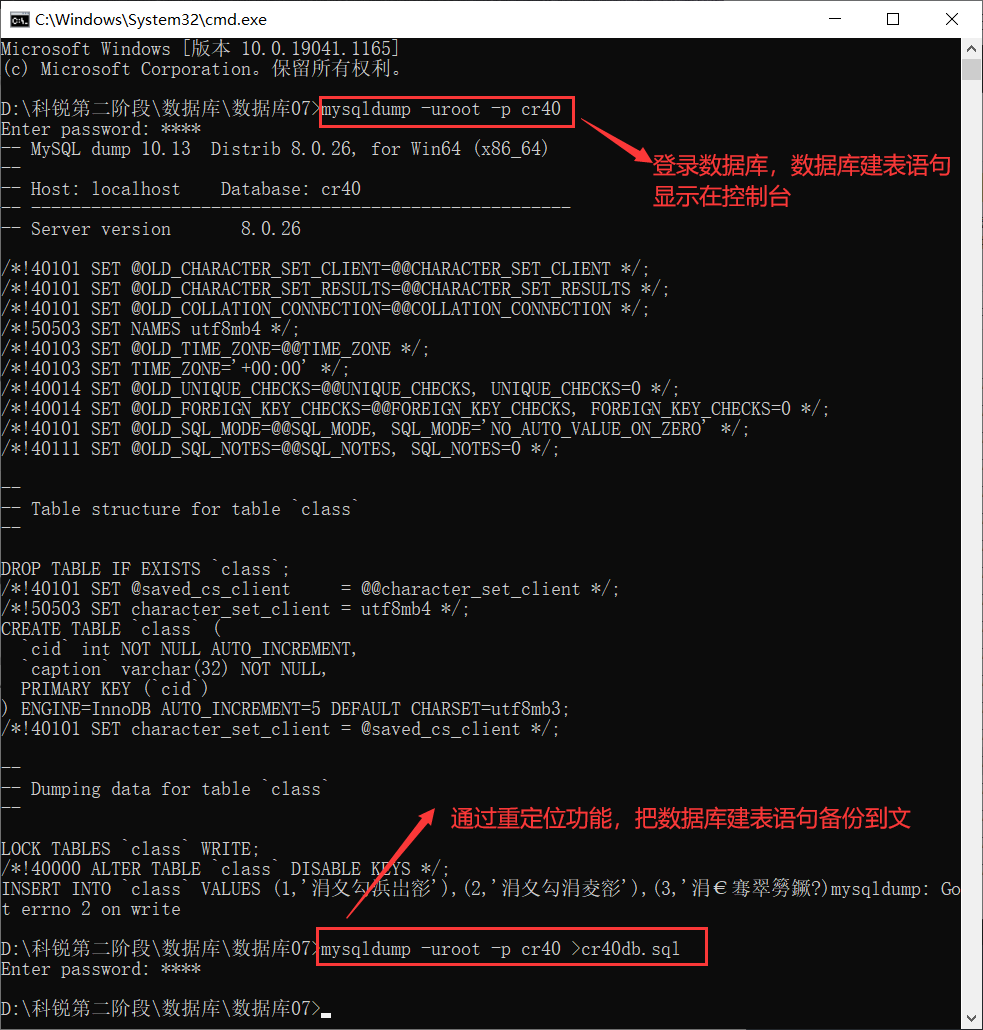 C:\Windows\System32\cmd.exe
Microsoft Windows [版本 10.0.19041.1165]
(c) Microsoft Corporation。保留所有权利。
D:\科锐第二阶段\数据库\数据库07>mysqldump -uroot -p cr40
Enter password: ****
-- MySQL dump 10.13  Distrib 8.0.26, for Win64 (x86_64)
--
-- Host: localhost    Database: cr40
-- ------------------------------------------------------
-- Server version       8.0.26
登录数据库，数据库建表语句
显示在控制台
/*!40101 SET @OLD_CHARACTER_SET_CLIENT=@@CHARACTER_SET_CLIENT */;
/*!40101 SET @OLD_CHARACTER_SET_RESULTS=@@CHARACTER_SET_RESULTS */;
/*!40101 SET @OLD_COLLATION_CONNECTION=@@COLLATION_CONNECTION */;
/*!50503 SET NAMES utf8mb4 */;
/*!40103 SET @OLD_TIME_ZONE=@@TIME_ZONE */;
/*!40103 SET TIME_ZONE='+00:00' */;
/*!40014 SET @OLD_UNIQUE_CHECKS=@@UNIQUE_CHECKS, UNIQUE_CHECKS=0 */;
/*!40014 SET @OLD_FOREIGN_KEY_CHECKS=@@FOREIGN_KEY_CHECKS, FOREIGN_KEY_CHECKS=0 */;
/*!40101 SET @OLD_SQL_MODE=@@SQL_MODE, SQL_MODE='NO_AUTO_VALUE_ON_ZERO' */;
/*!40111 SET @OLD_SQL_NOTES=@@SQL_NOTES, SQL_NOTES=0 */;
--
-- Table structure for table `class`
--
DROP TABLE IF EXISTS `class`;
/*!40101 SET @saved_cs_client     = @@character_set_client */;
/*!50503 SET character_set_client = utf8mb4 */;
CREATE TABLE `class` (
  `cid` int NOT NULL AUTO_INCREMENT,
  `caption` varchar(32) NOT NULL,
  PRIMARY KEY (`cid`)
) ENGINE=InnoDB AUTO_INCREMENT=5 DEFAULT CHARSET=utf8mb3;
/*!40101 SET character_set_client = @saved_cs_client */;
--
-- Dumping data for table `class`
--
通过重定位功能，把数据库建表语句备份到文
LOCK TABLES `class` WRITE;
/*!40000 ALTER TABLE `class` DISABLE KEYS */;
INSERT INTO `class` VALUES (1,'涓夊勾浜岀彮'),(2,'涓夊勾涓夌彮'),(3,'涓€骞翠簩鐝?)mysqldump: Go
t errno 2 on write
D:\科锐第二阶段\数据库\数据库07>mysqldump -uroot -p cr40 >cr40db.sql
Enter password: ****
D:\科锐第二阶段\数据库\数据库07>